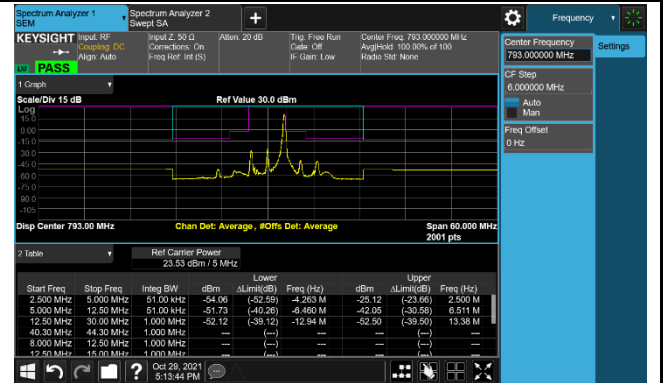 Spectrum Analyzer 1
SEM
Spectrum Analyzer 2
Swept SA
Frequency
KEYSIGHT
Input: RF
Coupling: DC
Align: Auto
Input Z: 50 Ω
Corrections: On
Freq Ref: Int (S)
Atten: 20 dB
Trig: Free Run
Gate: Off
IF Gain: Low
Center Freq: 793.000000 MHz
Avg|Hold: 100.00% of 100
Radio Std: None
PASS
Center Frequency
793.000000 MHz
Settings
CF Step
6.000000 MHz
Auto
Man
Freq Offset
0 Hz
1 Graph
Scale/Div 15 dB
Ref Value 30.0 dBm
Log
15.0
0.00
-15.0
-30.0
-45.0
-60.0
-75.0
-90.0
-105
Disp Center 793.00 MHz
Chan Det: Average, #Offs Det: Average
Span 60.000 MHz
2001 pts
2 Table
Ref Carrier Power
23.53 dBm / 5 MHz
Lower Upper
Start Freq Stop Freq Integ BW dBm ΔLimit(dB) Freq (Hz) dBm ΔLimit(dB) Freq (Hz)
2.500 MHz 5.000 MHz 51.00 kHz -54.06 (-52.59) -4.263 M -25.12 (-23.66) 2.500 M
5.000 MHz 12.50 MHz 51.00 kHz -51.73 (-40.26) -6.460 M -42.05 (-30.58) 6.511 M
12.50 MHz 30.00 MHz 1.000 MHz -52.12 (-39.12) -12.94 M -52.50 (-39.50) 13.38 M
40.30 MHz 44.30 MHz 1.000 MHz --- (---) --- --- (---) ---
8.000 MHz 12.50 MHz 1.000 MHz --- (---) --- --- (---) ---
12.50 MHz 15.00 MHz 1.000 MHz --- (---) --- --- (---) ---
Oct 29, 2021
5:13:44 PM